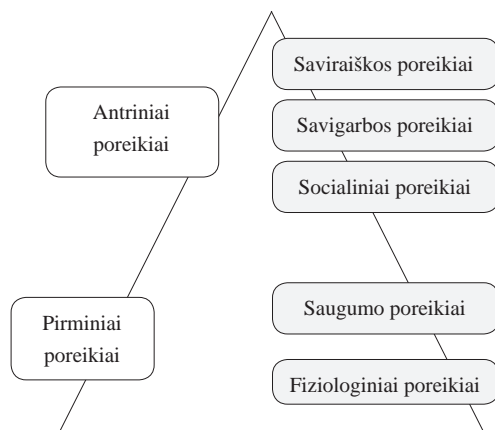 Saviraiškos poreikiai
Antriniai
poreikiai
Savigarbos poreikiai
Socialiniai poreikiai
Pirminiai
poreikiai
Saugumo poreikiai
Fiziologiniai poreikiai